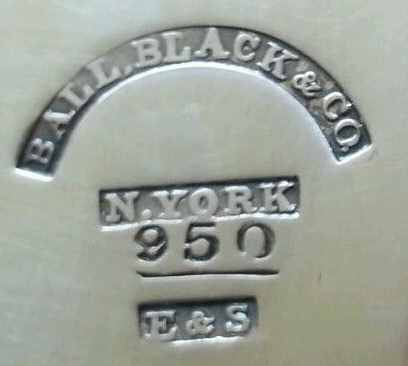 BALL, BLACK & CO.
N. YORK
950
E & S